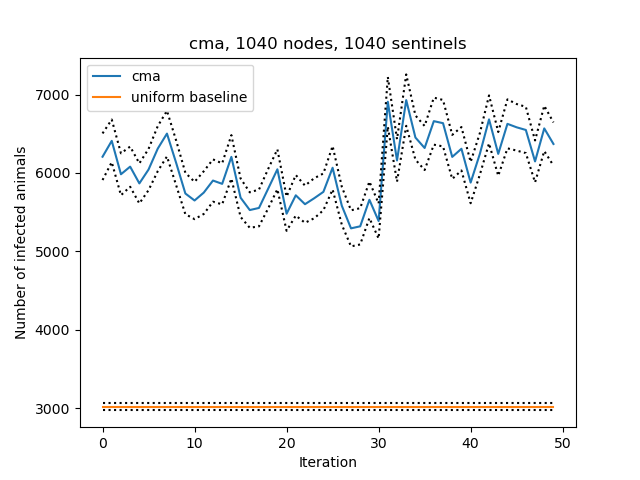 cma, 1040 nodes, 1040 sentinels
cma
uniform baseline
7000
6000
5000
4000
3000
Number of infected animals
0 10 20 30 40 50
Iteration